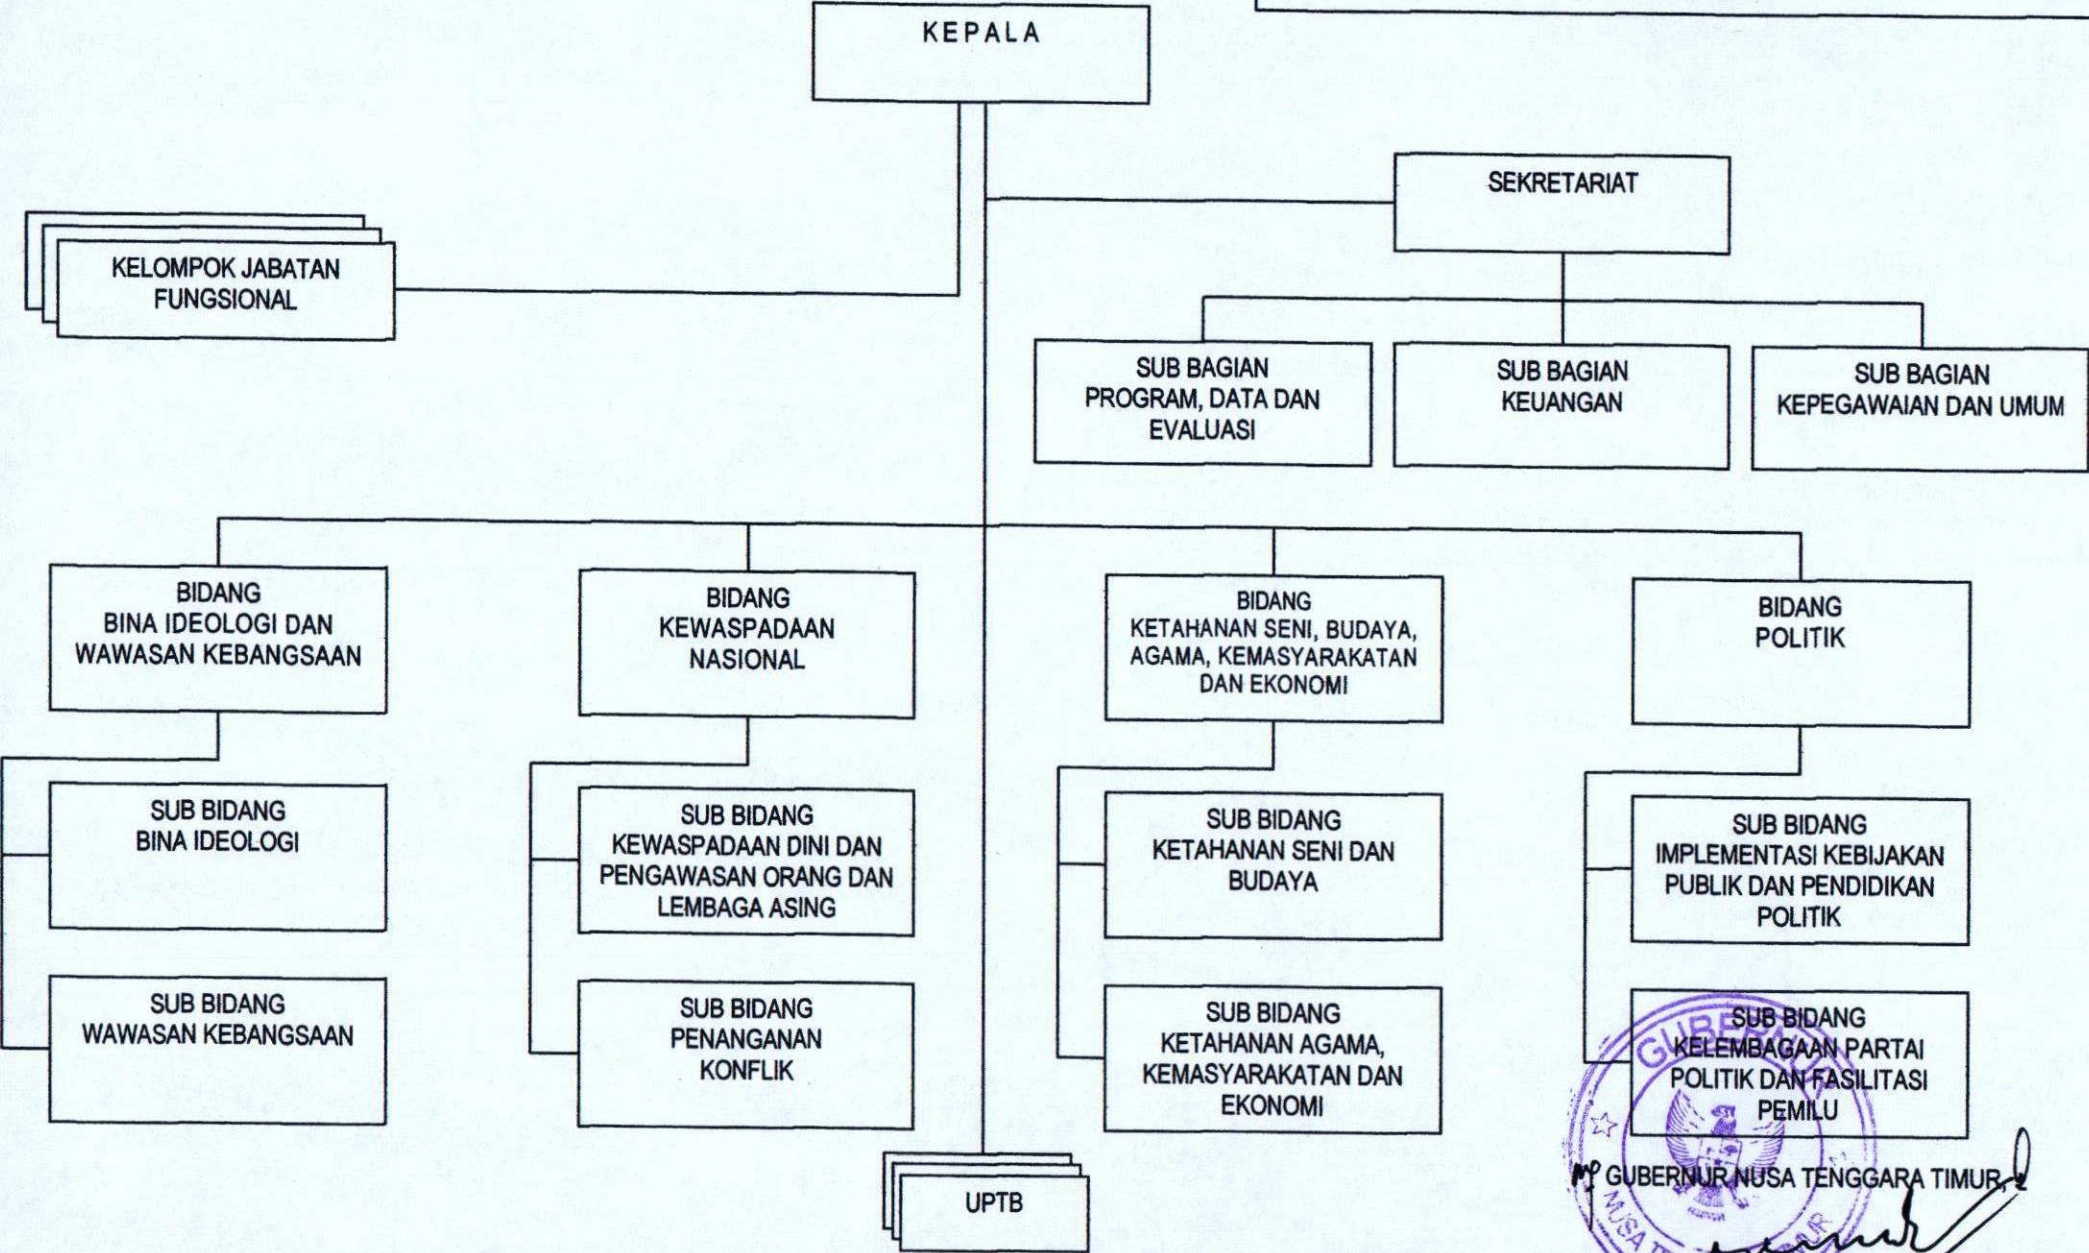 KEPALA
SEKRETARIAT
KELOMPOK JABATAN
FUNGSIONAL
SUB BAGIAN
PROGRAM, DATA DAN
EVALUASI
SUB BAGIAN
KEUANGAN
SUB BAGIAN
KEPEGAWAIAN DAN UMUM
BIDANG
BINA IDEOLOGI DAN
WAWASAN KEBANGSAAN
BIDANG
KEWASPADAAN
NASIONAL
BIDANG
KETAHANAN SENI, BUDAYA,
AGAMA, KEMASYARAKATAN
DAN EKONOMI
BIDANG
POLITIK
SUB BIDANG
BINA IDEOLOGI
SUB BIDANG
KEWASPADAAN DINI DAN
PENGAWASAN ORANG DAN
LEMBAGA ASING
SUB BIDANG
KETAHANAN SENI DAN
BUDAYA
SUB BIDANG
IMPLEMENTASI KEBIJAKAN
PUBLIK DAN PENDIDIKAN
POLITIK
SUB BIDANG
WAWASAN KEBANGSAAN
SUB BIDANG
PENANGANAN
KONFLIK
SUB BIDANG
KETAHANAN AGAMA,
KEMASYARAKATAN DAN
EKONOMI
SUB BIDANG
KELEMBAGAAN PARTAI
POLITIK DAN FASILITASI
PEMILU
UPTB
GUBERNUR NUSA TENGGARA TIMUR,